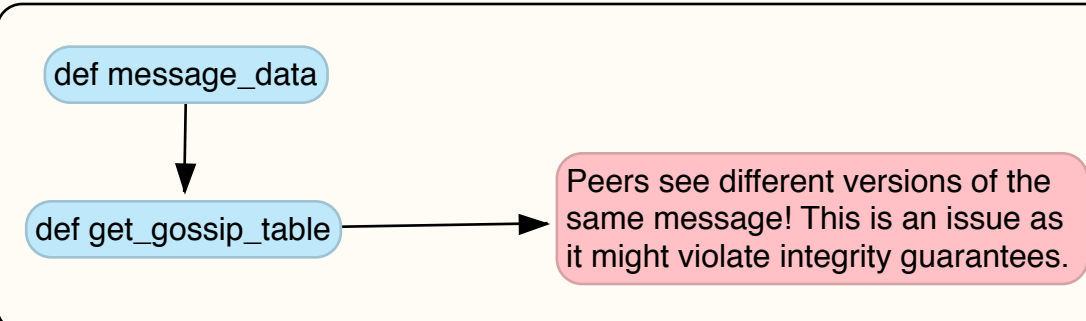 def message_data
def get_gossip_table
Peers see different versions of the
same message! This is an issue as
it might violate integrity guarantees.